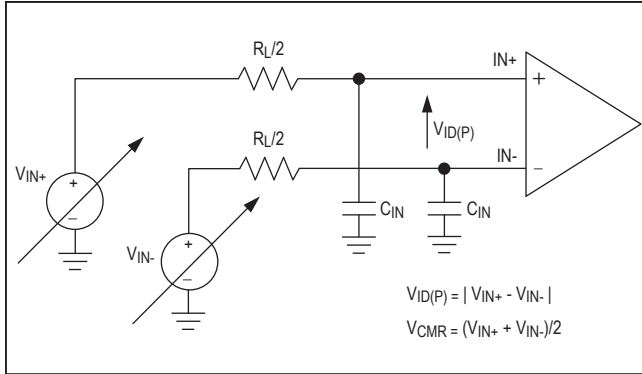 RL/2
IN+
+
RL/2
VID(P)
IN-
−
VIN+
+
−
CIN
CIN
VIN-
+
−
VID(P) = | VIN+ - VIN- |
VCMR = (VIN+ + VIN-)/2